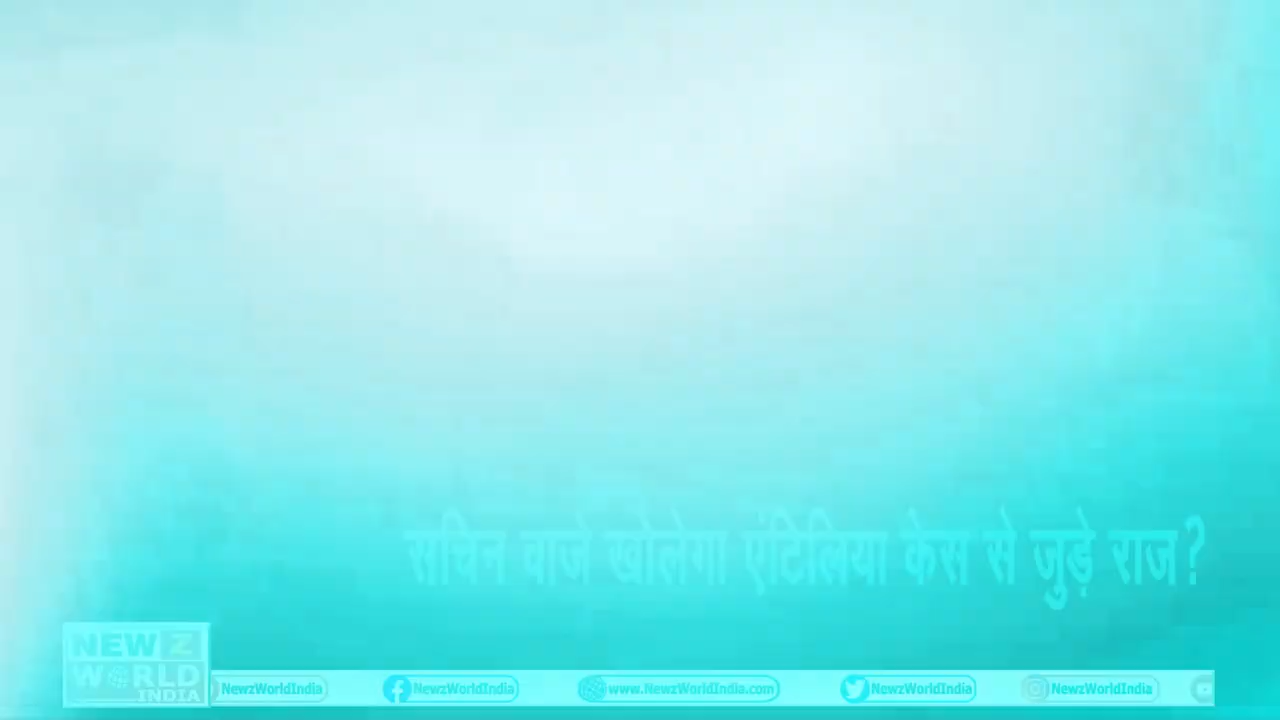 सचिन वाजे खोलेगा एंटिलिया केस से जुड़े राज?
NEWZ
WORLD
INDIA
NewzWorldIndia NewzWorldIndia www.NewzWorldIndia.com NewzWorldIndia NewzWorldIndia